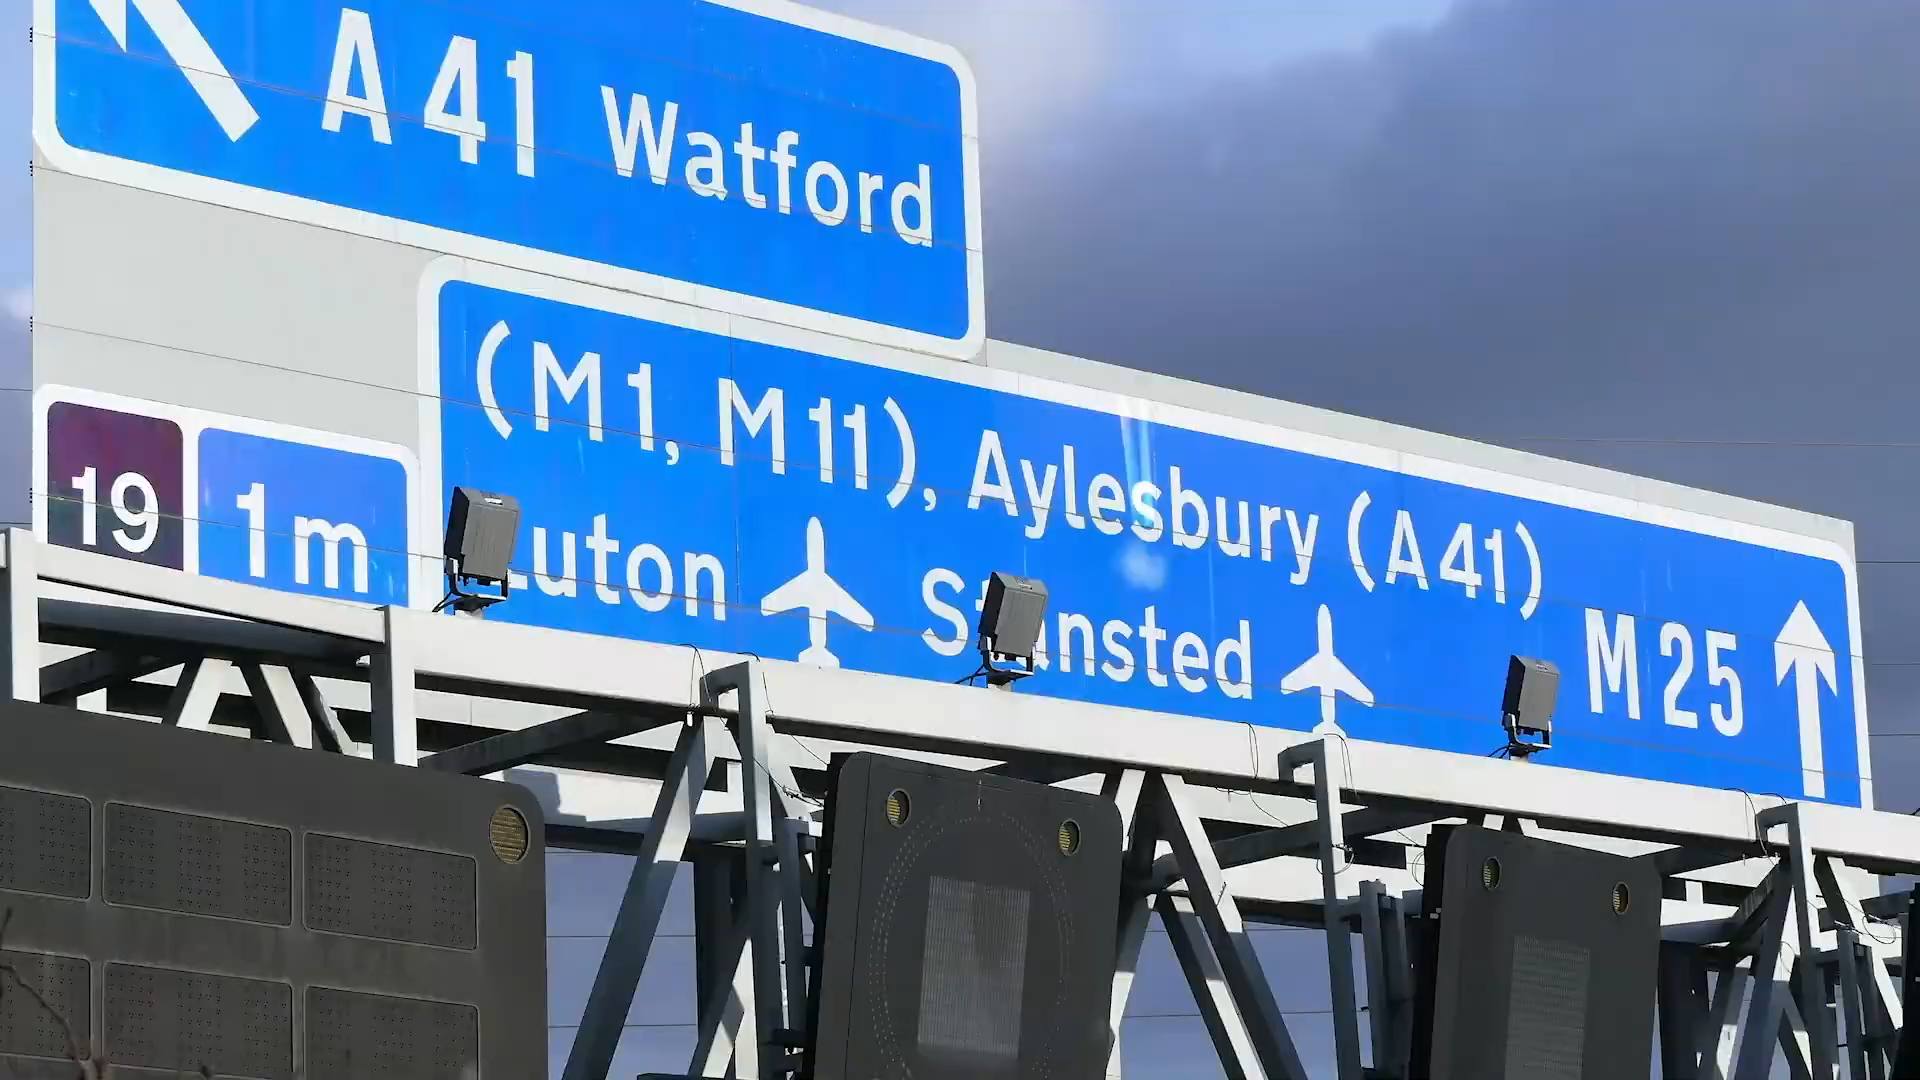 A41 Watford
(M1, M11), Aylesbury (A41)
Luton Stansted M25
19 1m